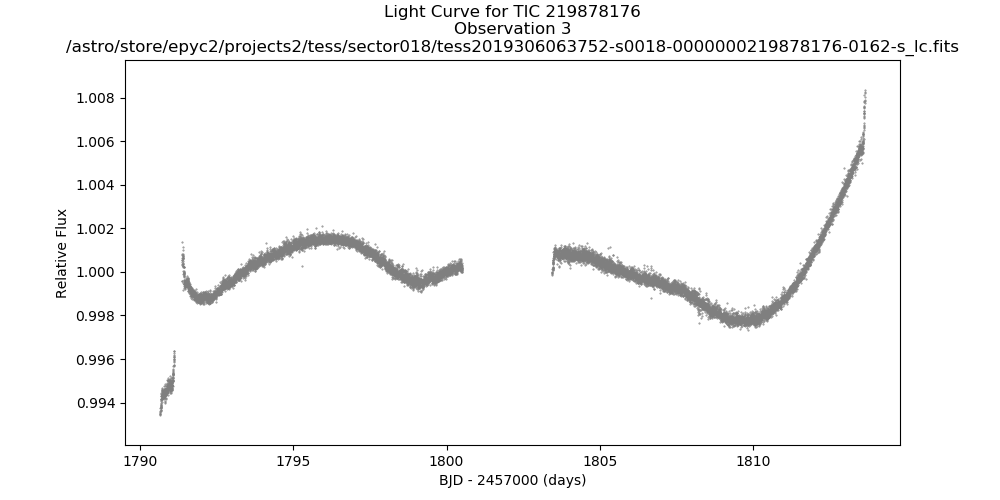 Light Curve for TIC 219878176
Observation 3
/astro/store/epyc2/projects2/tess/sector018/tess2019306063752-s0018-0000000219878176-0162-s_lc.fits
1.008
1.006
1.004
1.002
1.000
0.998
0.996
0.994
Relative Flux
1790
1795
1800
1805
1810
BJD - 2457000 (days)